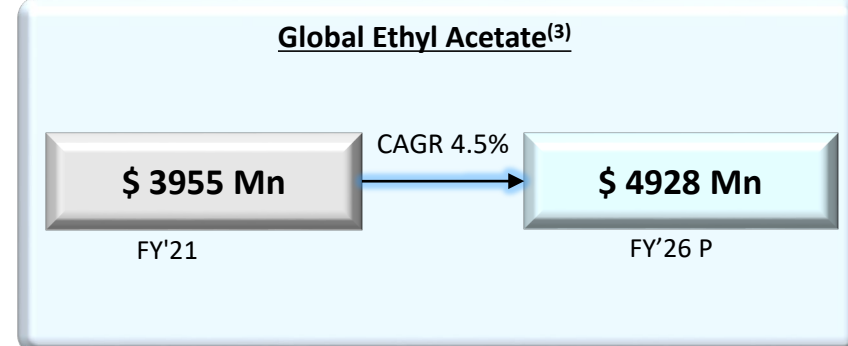 Global Ethyl Acetate(3)
CAGR 4.5%
$ 3955 Mn
$ 4928 Mn
FY'21
FY’26 P